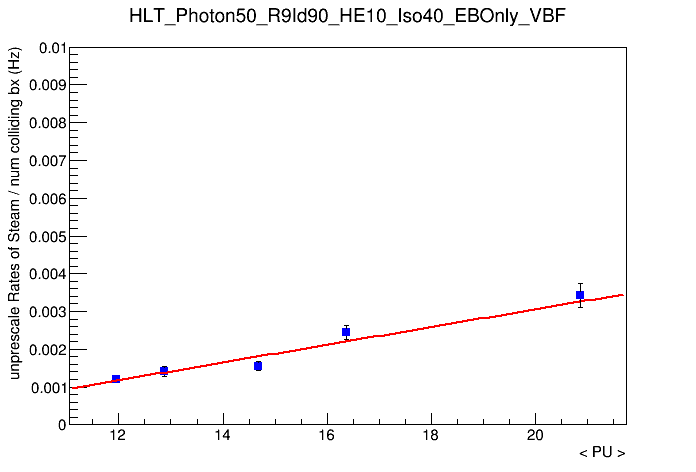 HLT_Photon50_R9Id90_HE10_Iso40_EBOnly_VBF
unprescale Rates of Steam / num colliding bx (Hz)
0.01
0.009
0.008
0.007
0.006
0.005
0.004
0.003
0.002
0.001
0
12 14 16 18 20
< PU >